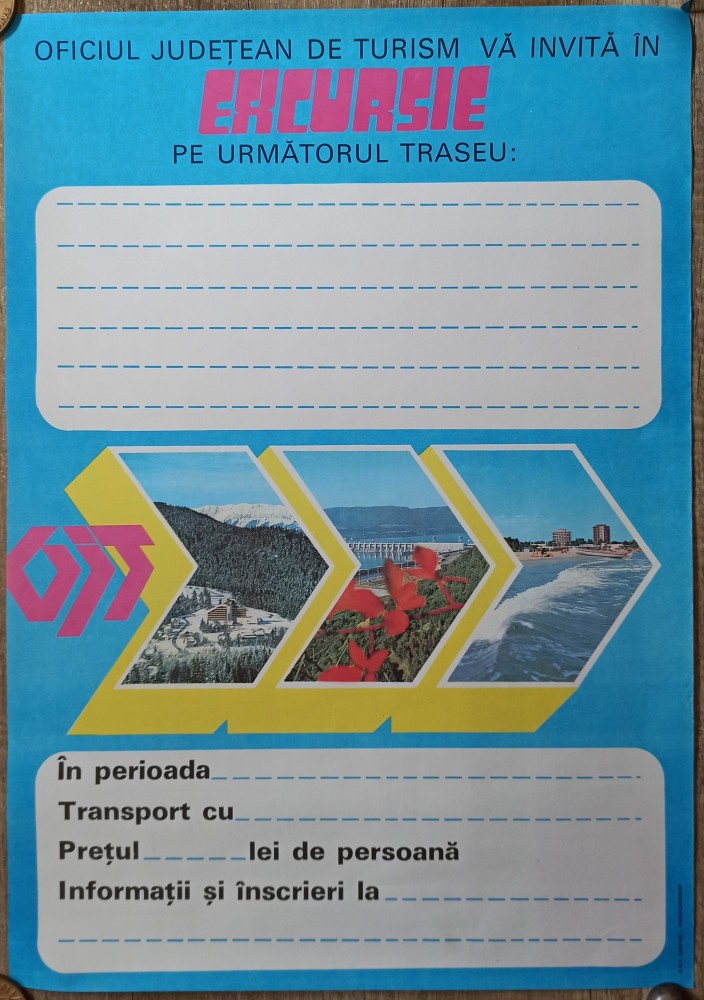 OFICIUL JUDEȚEAN DE TURISM VĂ INVITĂ ÎN
EXCURSIE
PE URMĂTORUL TRASEU:
OJT
În perioada
Transport cu
Prețul lei de persoană
Informații și înscrieri la